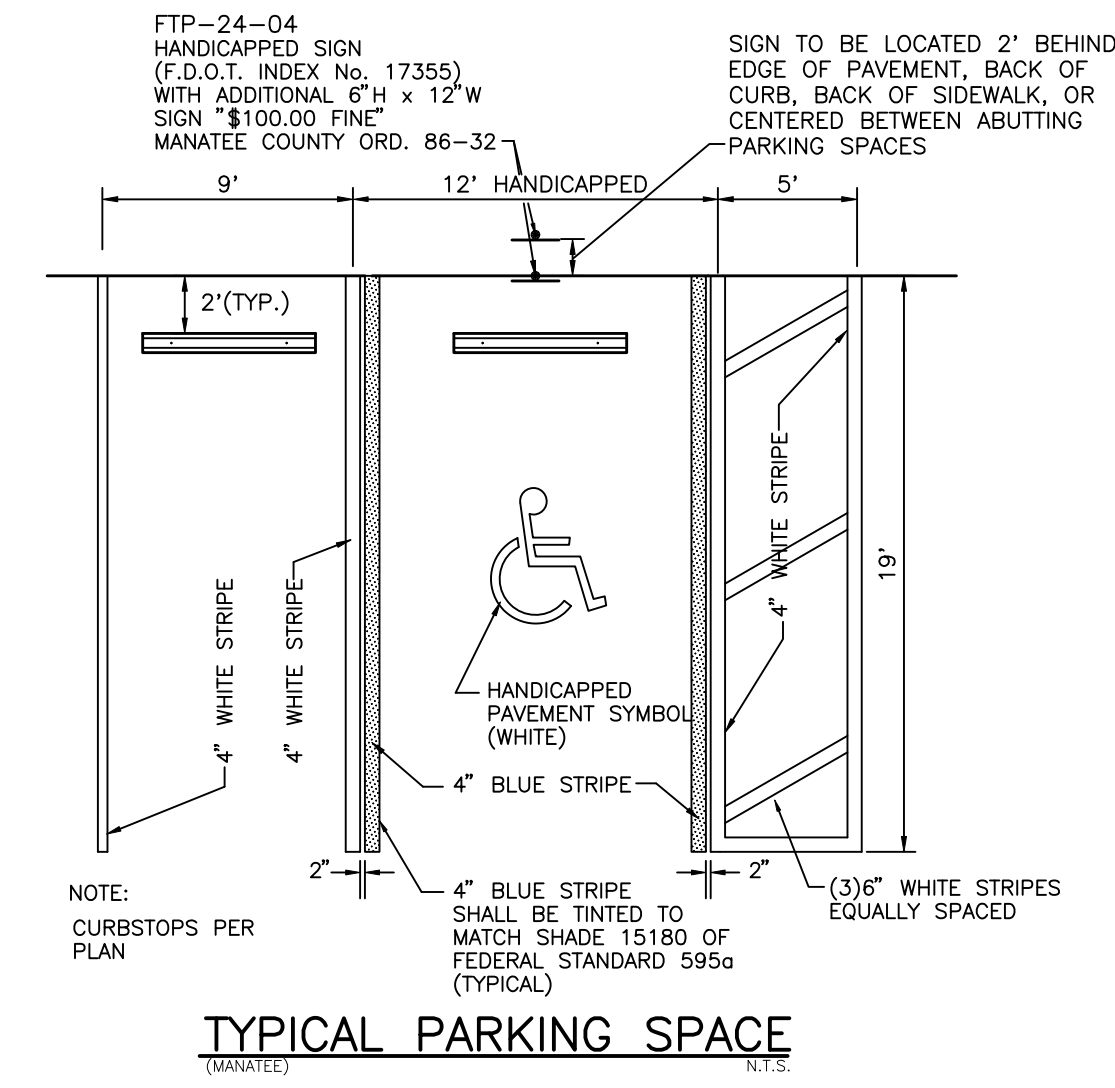 FTP-24-04
HANDICAPPED SIGN
(F.D.O.T. INDEX No. 17355)
WITH ADDITIONAL 6"H x 12"W
SIGN "$100.00 FINE"
MANATEE COUNTY ORD. 86-32
SIGN TO BE LOCATED 2' BEHIND
EDGE OF PAVEMENT, BACK OF
CURB, BACK OF SIDEWALK, OR
CENTERED BETWEEN ABUTTING
PARKING SPACES
9'
12' HANDICAPPED
5'
2'(TYP.)
4" WHITE STRIPE
4" WHITE STRIPE
4" WHITE STRIPE
19'
HANDICAPPED
PAVEMENT SYMBOL
(WHITE)
4" BLUE STRIPE
2"
2"
4" BLUE STRIPE
SHALL BE TINTED TO
MATCH SHADE 15180 OF
FEDERAL STANDARD 595a
(TYPICAL)
(3)6" WHITE STRIPES
EQUALLY SPACED
NOTE:
CURBSTOPS PER
PLAN
TYPICAL PARKING SPACE
(MANATEE)
N.T.S.